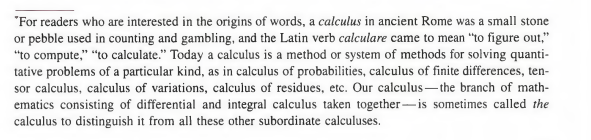 *For readers who are interested in the origins of words, a calculus in ancient Rome was a small stone
or pebble used in counting and gambling, and the Latin verb calculare came to mean “to figure out,”
“to compute,” “to calculate.” Today a calculus is a method or system of methods for solving quanti-
tative problems of a particular kind, as in calculus of probabilities, calculus of finite differences, ten-
sor calculus, calculus of variations, calculus of residues, etc. Our calculus—the branch of math-
ematics consisting of differential and integral calculus taken together—is sometimes called the
calculus to distinguish it from all these other subordinate calculuses.